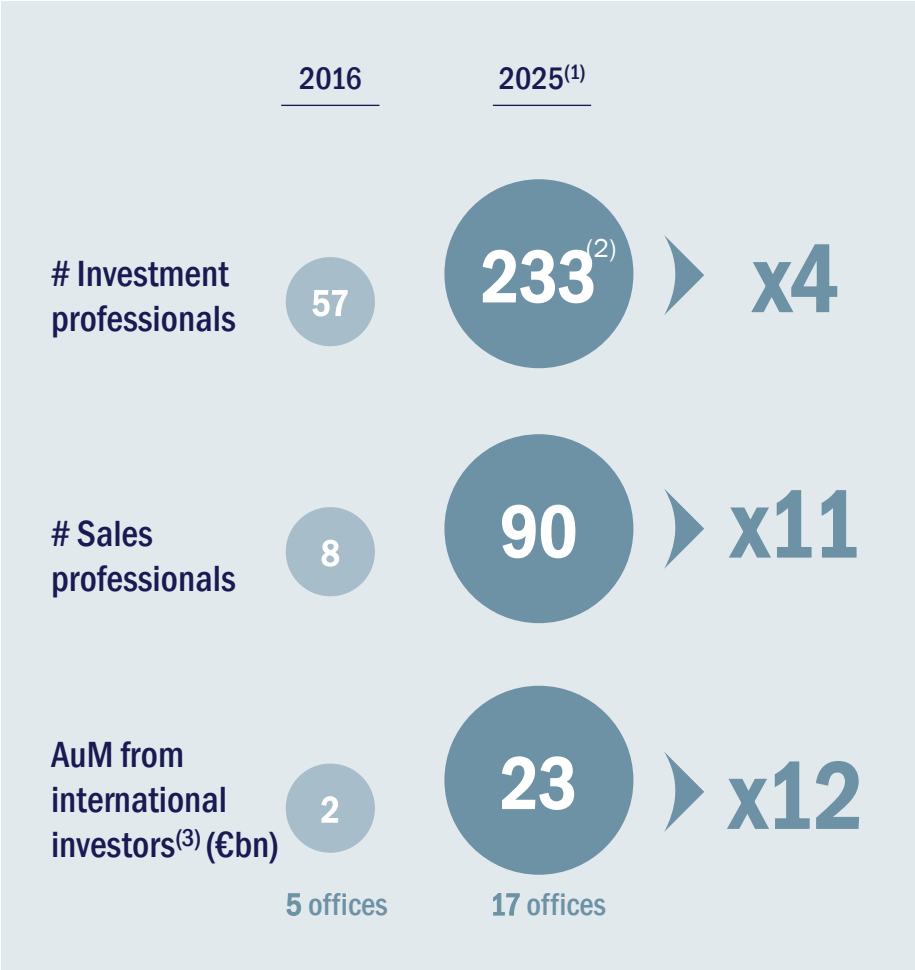 2016 2025(1)
# Investment
professionals
57
233(2)
x4
# Sales
professionals
8
90
x11
AuM from
international
investors(3) (€bn)
2
23
x12
5 offices 17 offices